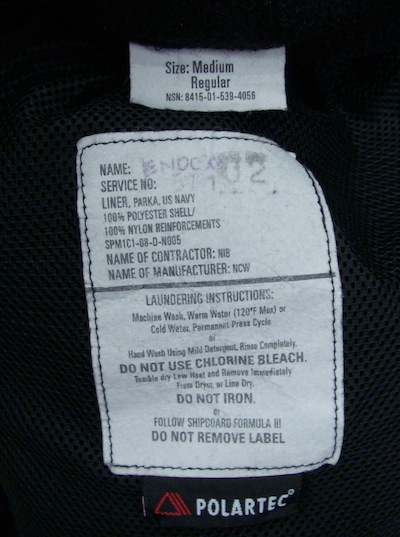 Size: Medium
Regular
NSN: 8415-01-539-4056
NAME:
SERVICE NO:
LINER, PARKA, US NAVY
100% POLYESTER SHELL/
100% NYLON REINFORCEMENTS
SPM1C1-08-D-N005
NAME OF CONTRACTOR: NIB
NAME OF MANUFACTURER: NCW
LAUNDERING INSTRUCTIONS:
Machine Wash, Warm Water (120°F Max) or
Cold Water, Permanent Press Cycle
or
Hand Wash Using Mild Detergent, Rinse Completely.
DO NOT USE CHLORINE BLEACH.
Tumble dry Low Heat and Remove Immediately
From Dryer, or Line Dry.
DO NOT IRON.
or
FOLLOW SHIPBOARD FORMULA III!
DO NOT REMOVE LABEL
POLARTEC®